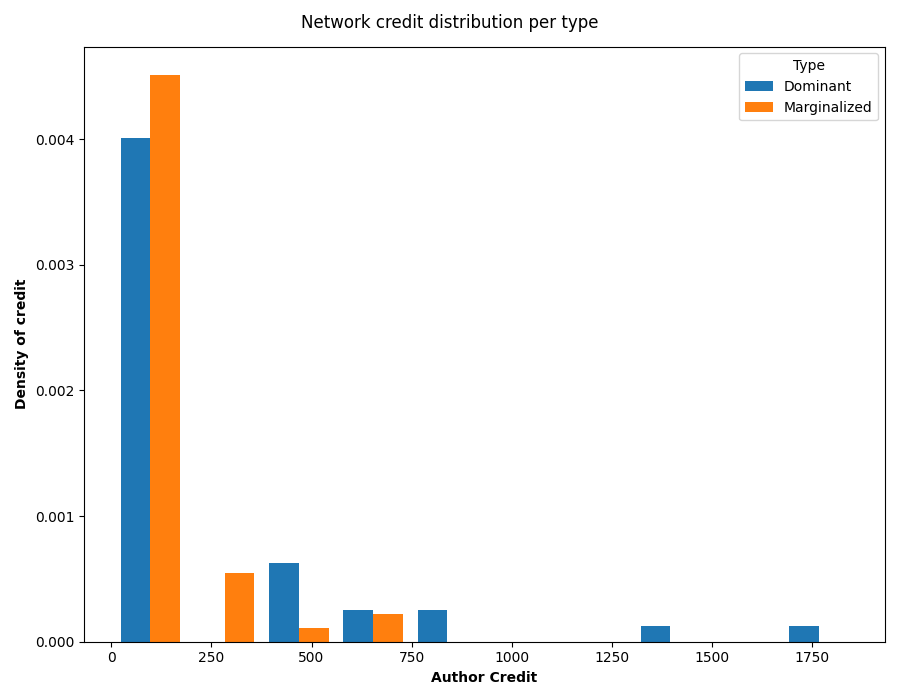 Network credit distribution per type
Type
Dominant
Marginalized
0.004
0.003
0.002
0.001
0.000
Density of credit
0
250
500
750
1000
1250
1500
1750
Author Credit